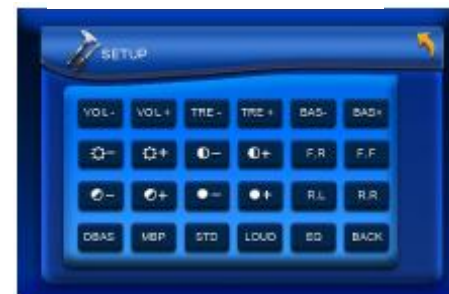 SETUP
VOL- VOL+ TRE- TRE+ BAS- BAS+
F.R F.F
R.L R.R
DBAS MBP STD LOUD EQ BACK